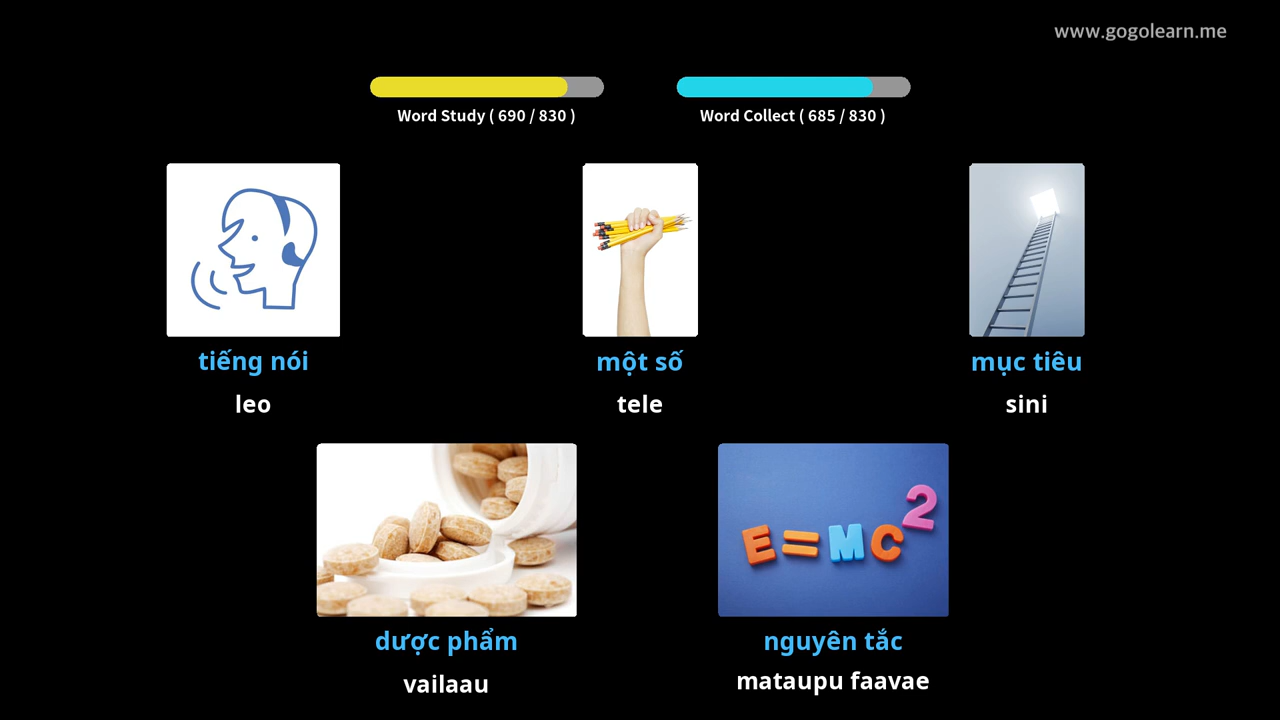 www.gogolearn.me
Word Study ( 690 / 830 )
Word Collect ( 685 / 830 )
tiếng nói
leo
một số
tele
mục tiêu
sini
E=MC2
dược phẩm
vailaau
nguyên tắc
mataupu faavae